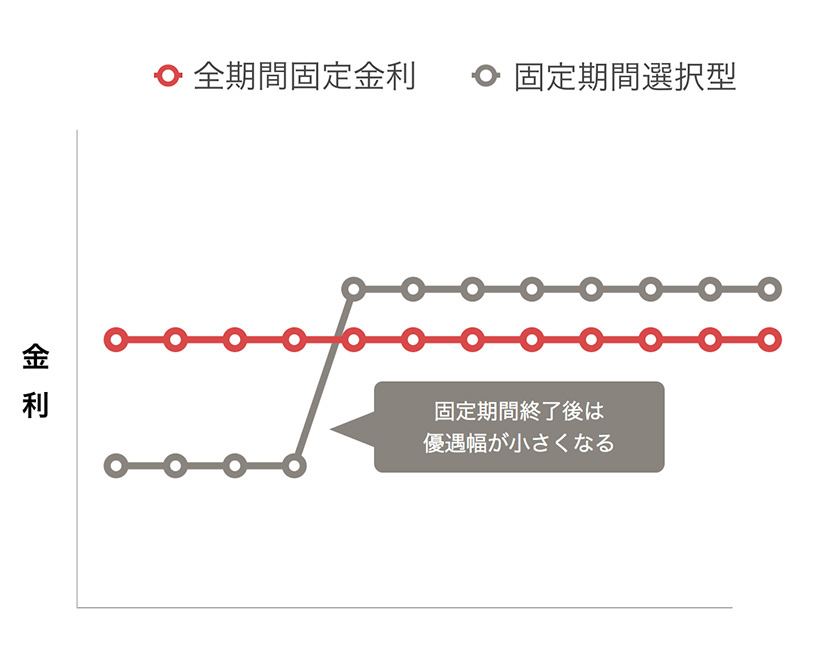 全期間固定金利
固定期間選択型
金利
固定期間終了後は
優遇幅が小さくなる